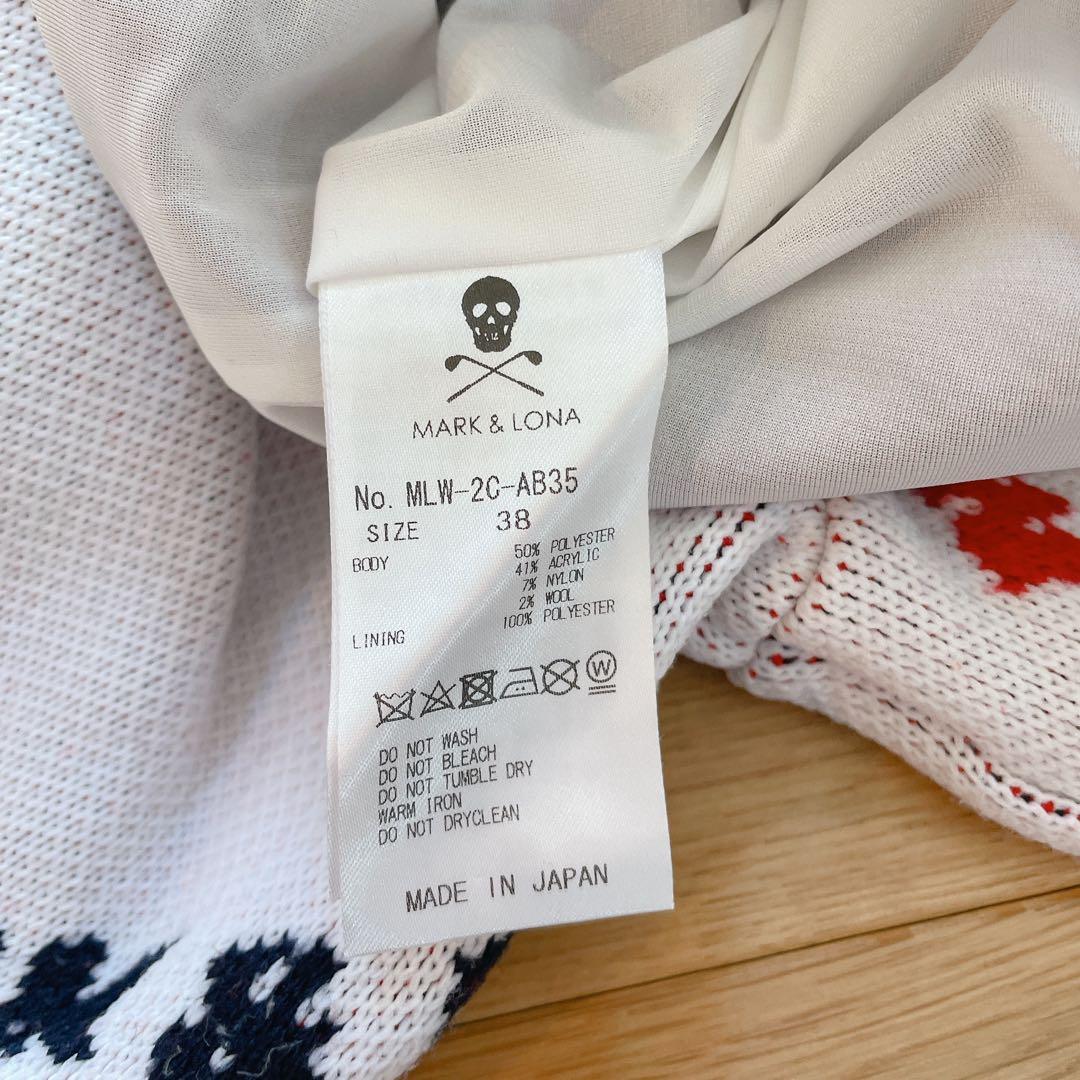 MARK & LONA
No. MLW-2C-AB35
SIZE 38
BODY 50% POLYESTER
41% ACRYLIC
7% NYLON
2% WOOL
LINING 100% POLYESTER
W
DO NOT WASH
DO NOT BLEACH
DO NOT TUMBLE DRY
WARM IRON
DO NOT DRYCLEAN
MADE IN JAPAN